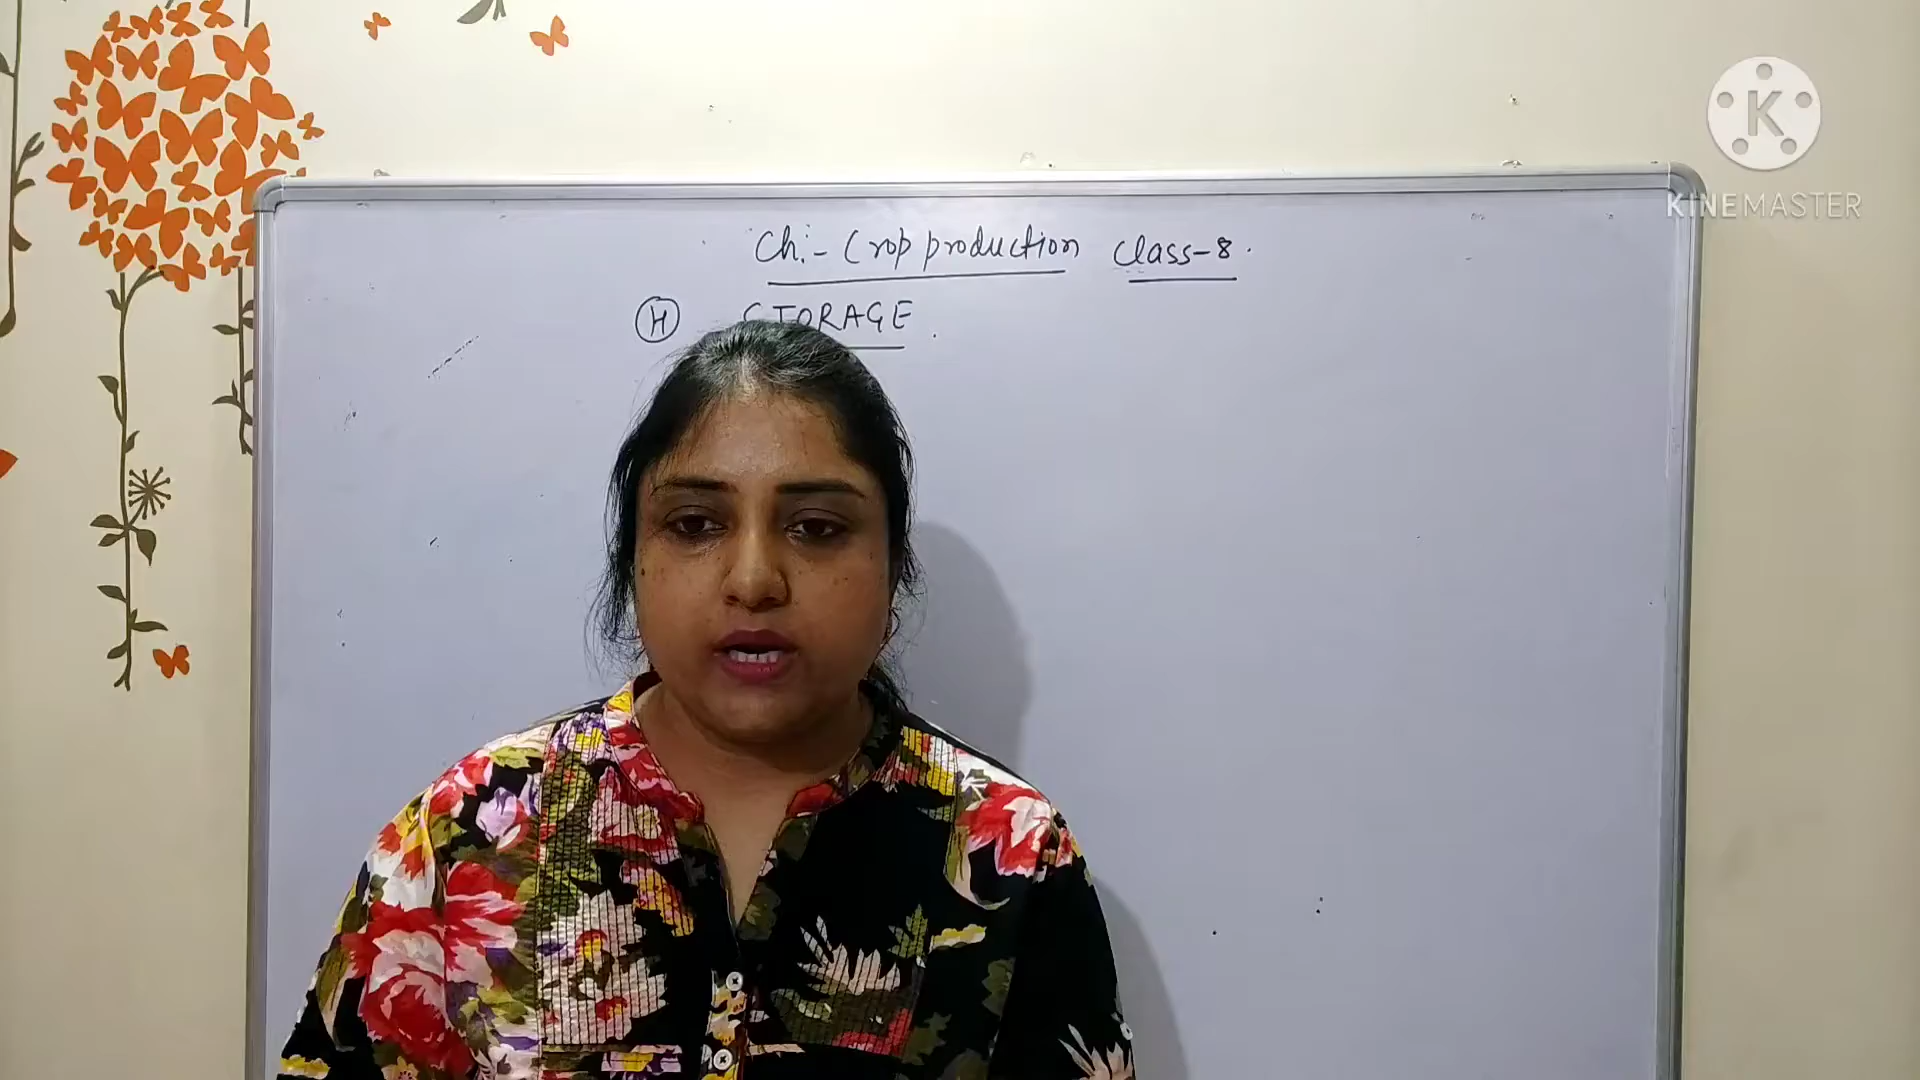 K
KINEMASTER
Ch:- Crop production Class-8.
(H) STORAGE.